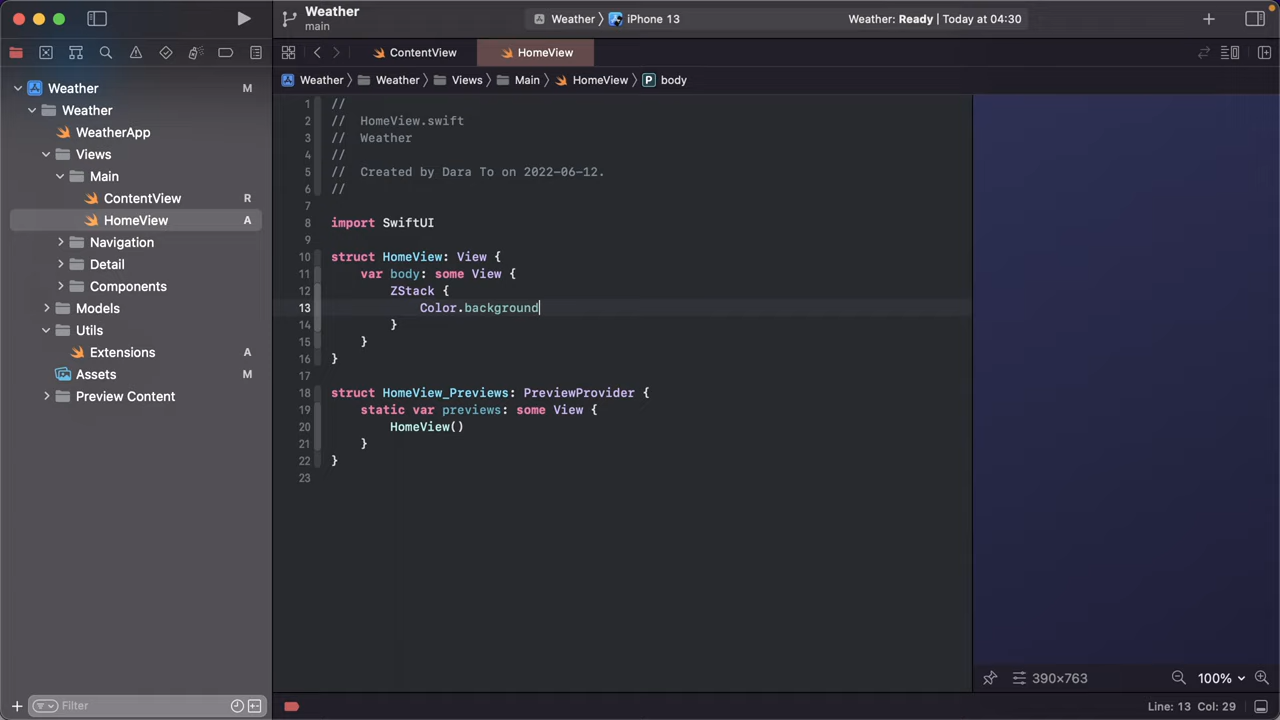 Weather
main
Weather
iPhone 13
Weather: Ready | Today at 04:30
ContentView
HomeView
Weather
Weather
Views
Main
HomeView
P
body
Weather
M
Weather
WeatherApp
Views
Main
ContentView
R
HomeView
A
Navigation
Detail
Components
Models
Utils
Extensions
A
Assets
M
Preview Content
Filter
1 //
2 // HomeView.swift
3 // Weather
4 //
5 // Created by Dara To on 2022-06-12.
6 //
7
8 import SwiftUI
9
10 struct HomeView: View {
11 var body: some View {
12 ZStack {
13 Color.background
14 }
15 }
16 }
17
18 struct HomeView_Previews: PreviewProvider {
19 static var previews: some View {
20 HomeView()
21 }
22 }
23
390×763
100%
Line: 13 Col: 29